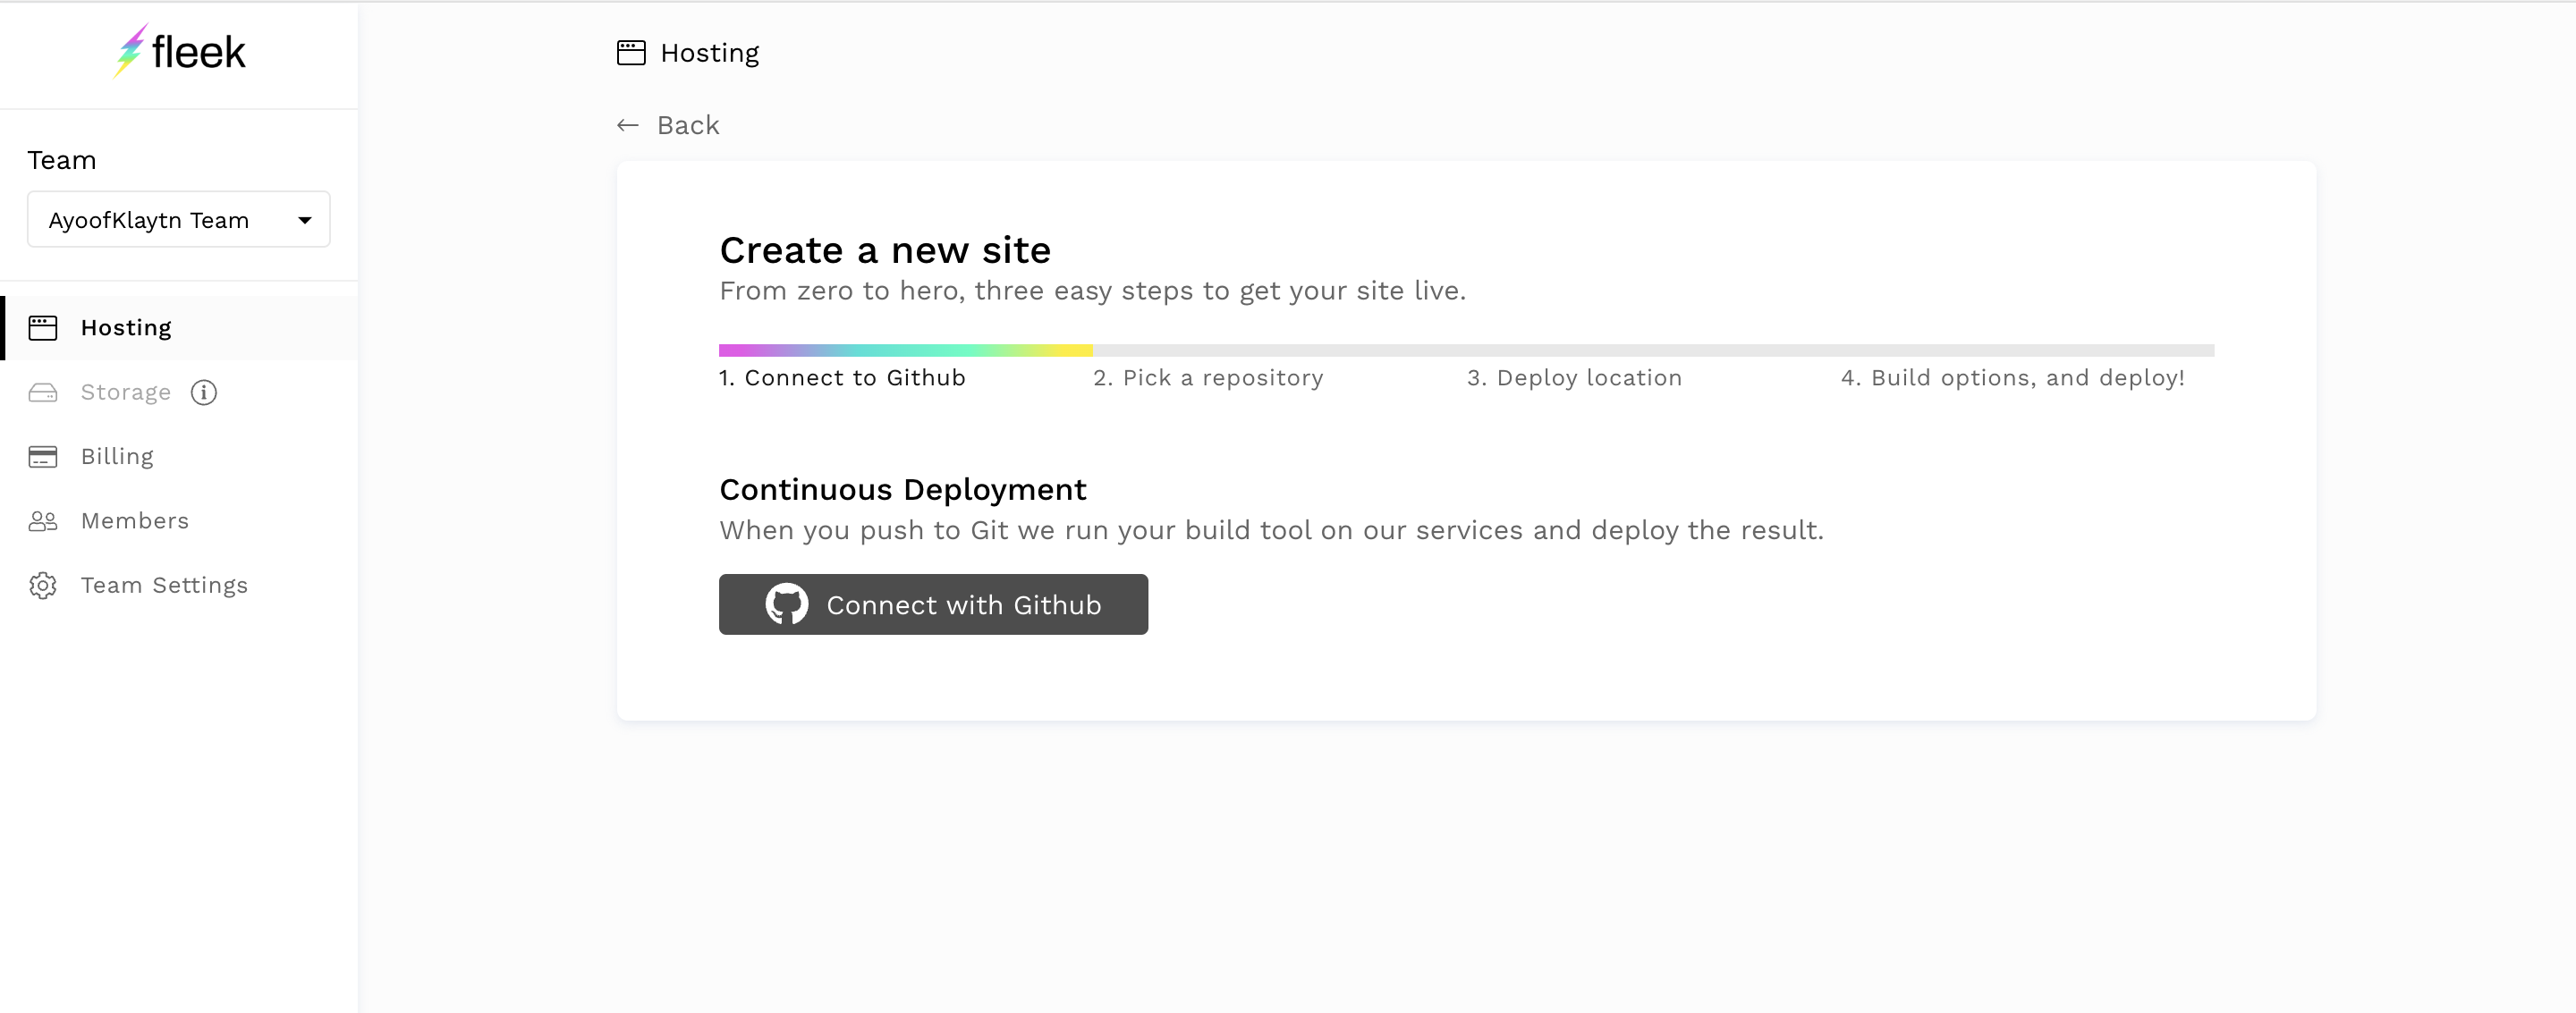 fleek
Team
AyoofKlaytn Team
Hosting
Storage
Billing
Members
Team Settings
Hosting
← Back
Create a new site
From zero to hero, three easy steps to get your site live.
1. Connect to Github 2. Pick a repository 3. Deploy location 4. Build options, and deploy!
Continuous Deployment
When you push to Git we run your build tool on our services and deploy the result.
Connect with Github